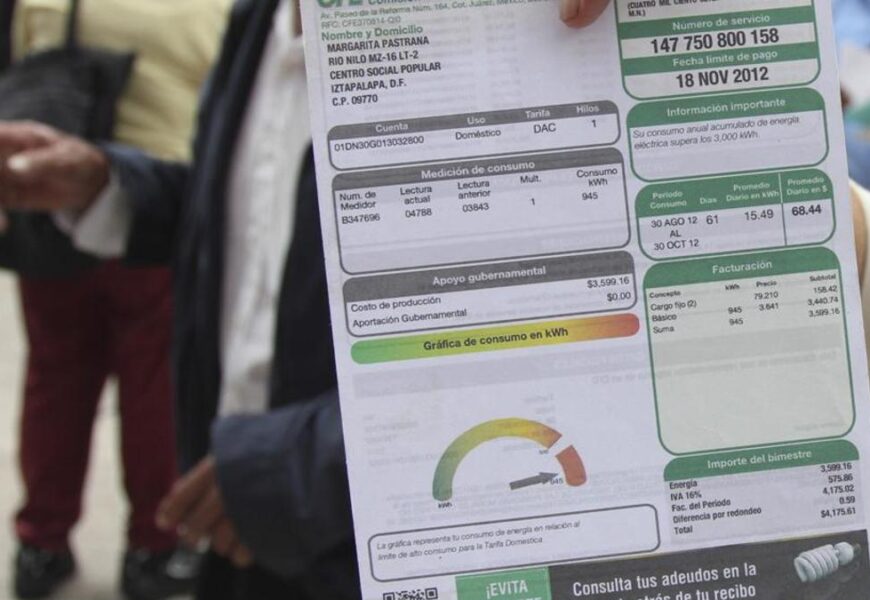 CFE
Av. Paseo de la Reforma Núm. 164, Col. Juárez, México,
RFC: CFE370814-QI0
Nombre y Domicilio
MARGARITA PASTRANA
RIO NILO MZ-16 LT-2
CENTRO SOCIAL POPULAR
IZTAPALAPA, D.F.
C.P. 09770
(CUATRO MIL CIENTO
M.N.)
Número de servicio
147 750 800 158
Fecha límite de pago
18 NOV 2012
Cuenta Uso Tarifa Hilos
01DN30G013032800 Doméstico DAC 1
Información importante
Su consumo anual acumulado de energía
eléctrica supera los 3,000 kWh.
Medición de consumo
Num. de Medidor Lectura actual Lectura anterior Mult. Consumo kWh
B347696 04788 03843 1 945
Periodo Consumo Días Promedio Diario en kWh Promedio Diario en $
30 AGO 12 AL 30 OCT 12 61 15.49 68.44
Apoyo gubernamental
Costo de producción $3,599.16
Aportación Gubernamental $0.00
Gráfica de consumo en kWh
kWh
945
La gráfica representa tu consumo de energía en relación al
límite de alto consumo para la Tarifa Domestica
Facturación
Concepto kWh Precio Subtotal
Cargo fijo (2) 79.210 158.42
Básico 945 3.641 3,440.74
Suma 945 3,599.16
Importe del bimestre
Energía 3,599.16
IVA 16% 575.86
Fac. del Periodo 4,175.02
Diferencia por redondeo 0.59
Total $4,175.61
¡EVITA
Consulta tus adeudos en la
atrás de tu recibo